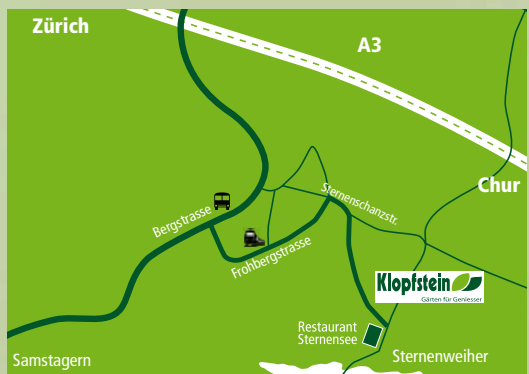 Zürich
A3
Chur
Sternenschanzstr.
Bergstrasse
Frohbergstrasse
Klopfstein
Gärten für Geniesser
Restaurant
Sternensee
Samstagern
Sternenweiher